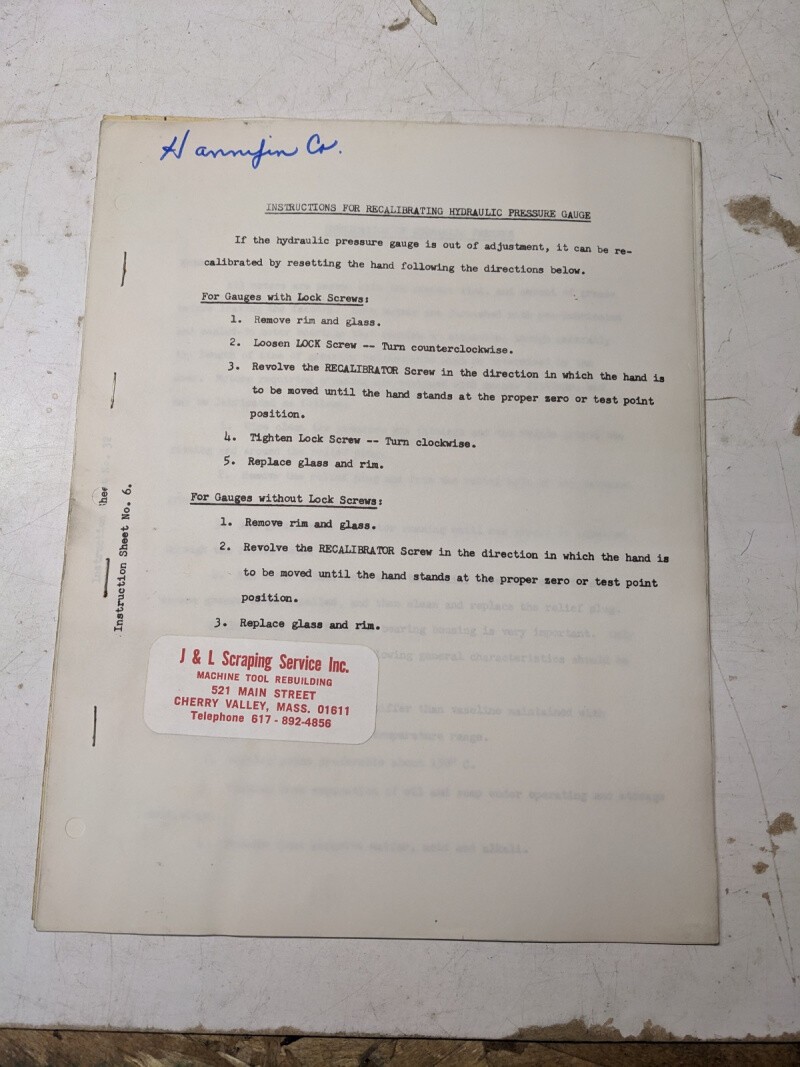 Hannifin Co.
INSTRUCTIONS FOR RECALIBRATING HYDRAULIC PRESSURE GAUGE
If the hydraulic pressure gauge is out of adjustment, it can be re-
calibrated by resetting the hand following the directions below.
For Gauges with Lock Screws:
1. Remove rim and glass.
2. Loosen LOCK Screw -- Turn counterclockwise.
3. Revolve the RECALIBRATOR Screw in the direction in which the hand is
to be moved until the hand stands at the proper zero or test point
position.
4. Tighten Lock Screw -- Turn clockwise.
5. Replace glass and rim.
For Gauges without Lock Screws:
1. Remove rim and glass.
2. Revolve the RECALIBRATOR Screw in the direction in which the hand is
to be moved until the hand stands at the proper zero or test point
position.
3. Replace glass and rim.
Instruction Sheet No. 6.
J & L Scraping Service Inc.
MACHINE TOOL REBUILDING
521 MAIN STREET
CHERRY VALLEY, MASS. 01611
Telephone 617 - 892-4856